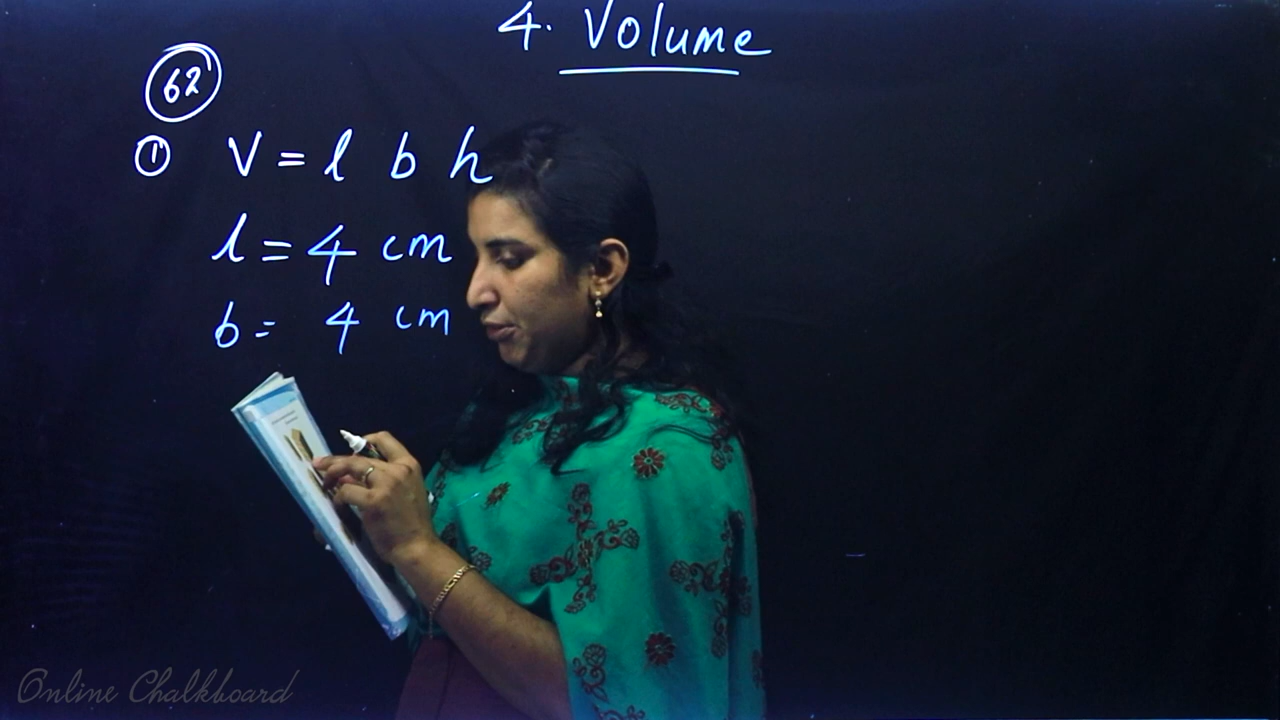 4. Volume
62
1 V = l b h
l = 4 cm
b = 4 cm
Online Chalkboard